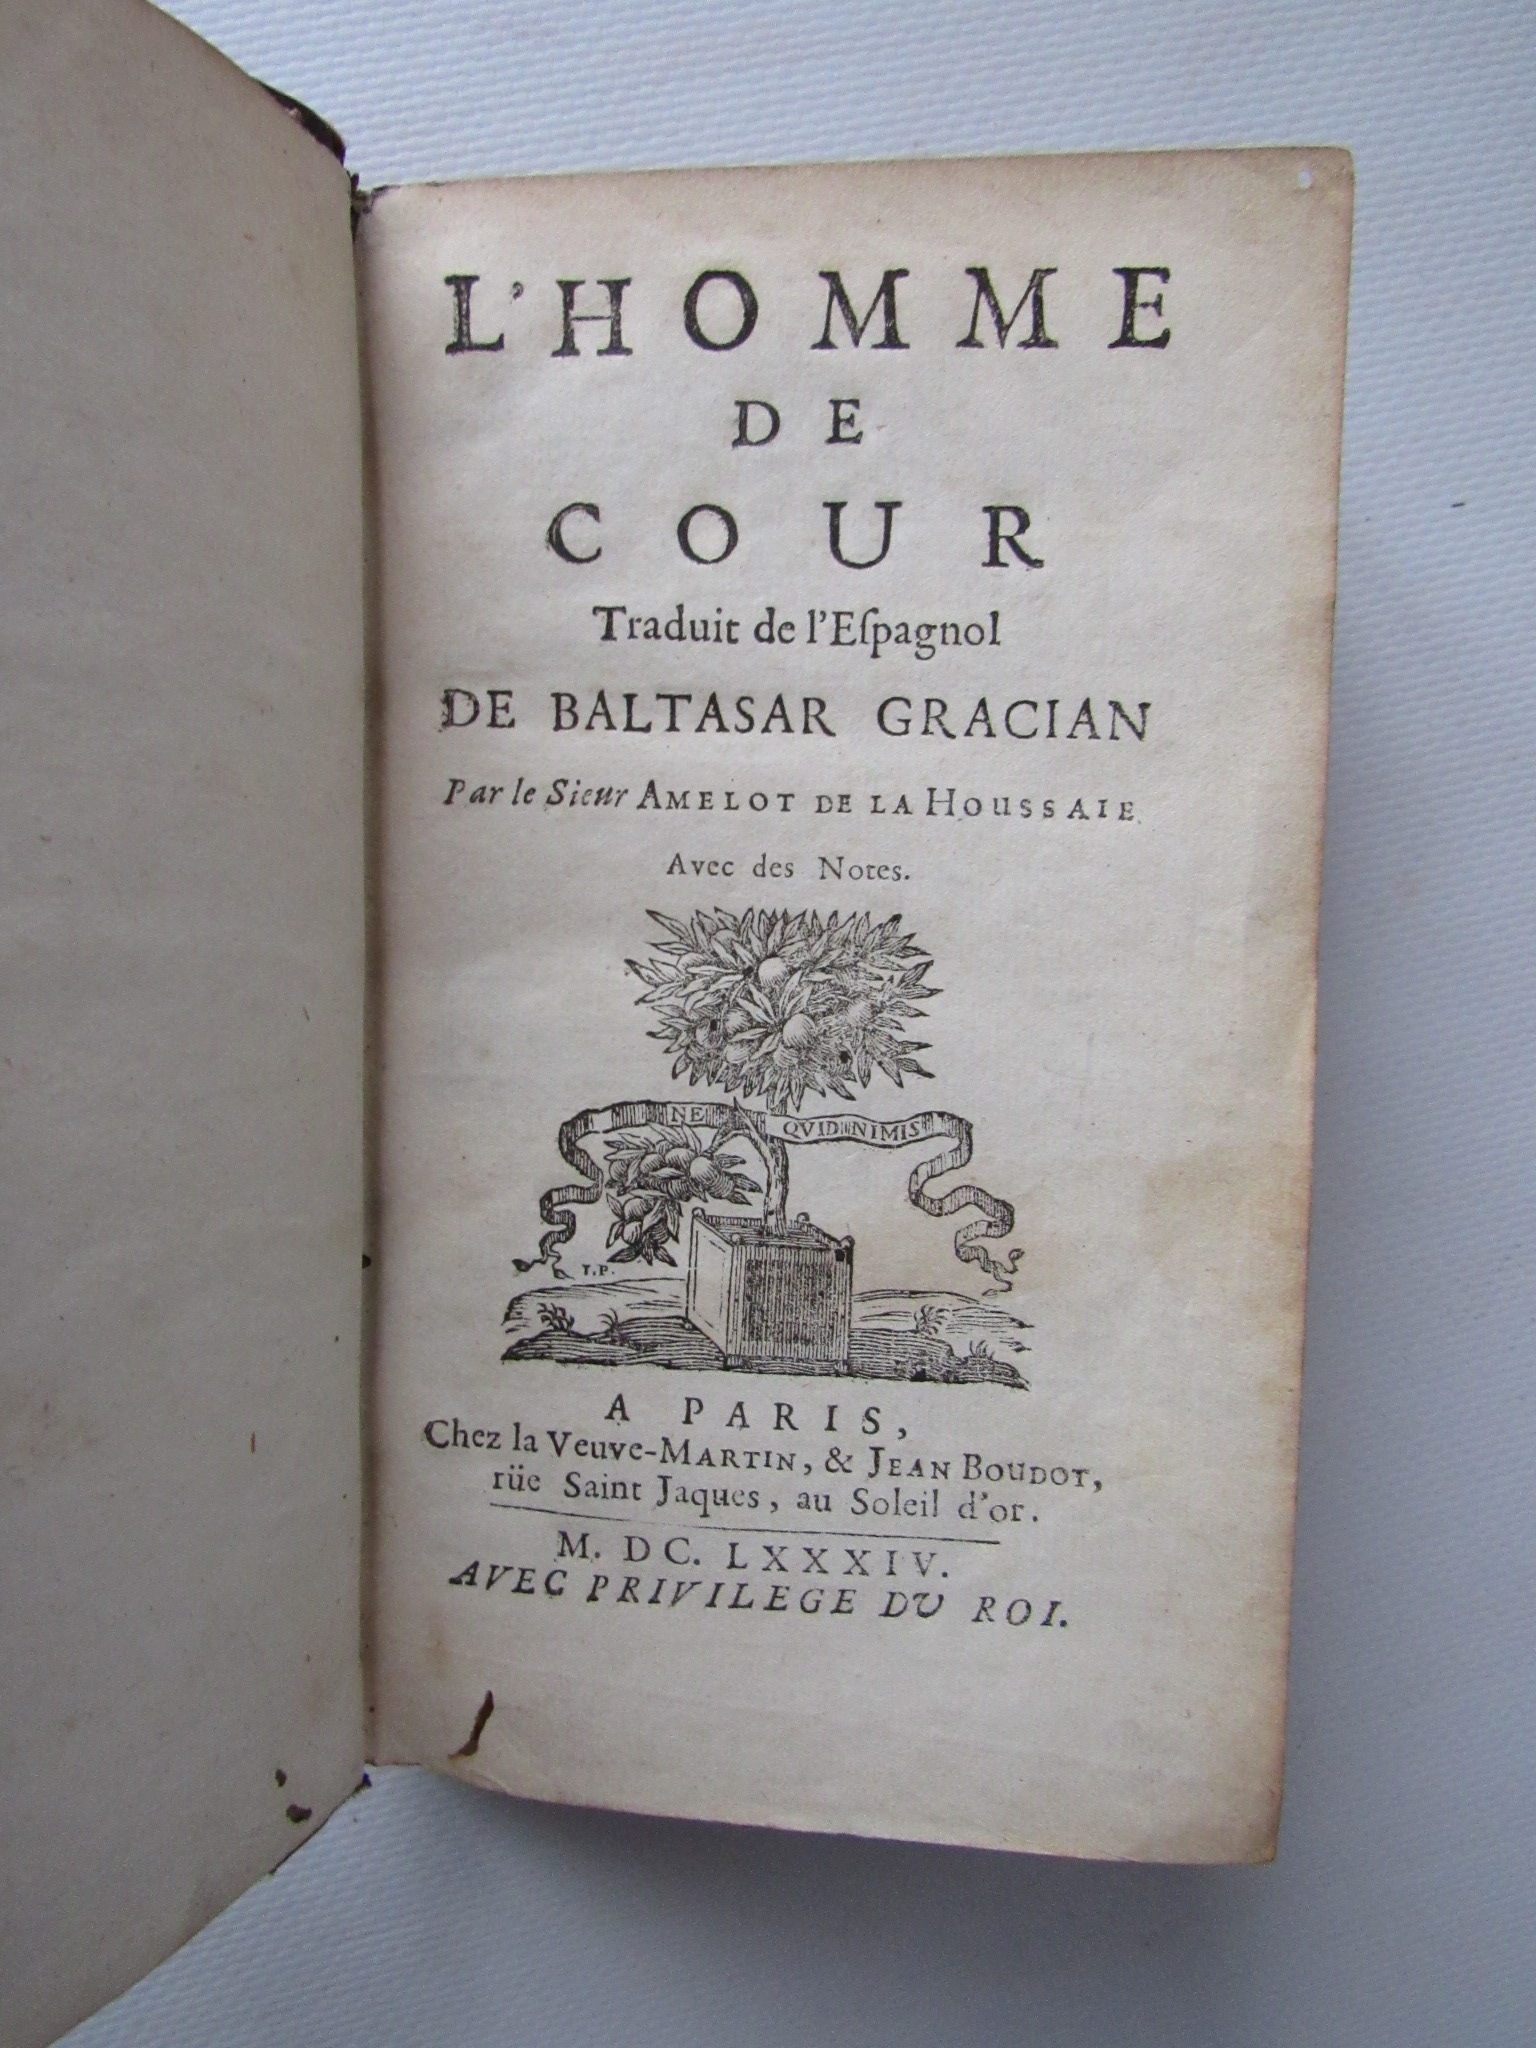 L'HOMME
DE
COUR
Traduit de l'Eſpagnol
DE BALTASAR GRACIAN
Par le Sieur AMELOT DE LA HOUSSAIE
Avec des Notes.
NE QVID NIMIS
I.P.
A PARIS,
Chez la Veuve-MARTIN, & JEAN BOUDOT,
rüe Saint Jaques, au Soleil d'or.
M. DC. LXXXIV.
AVEC PRIVILEGE DU ROI.